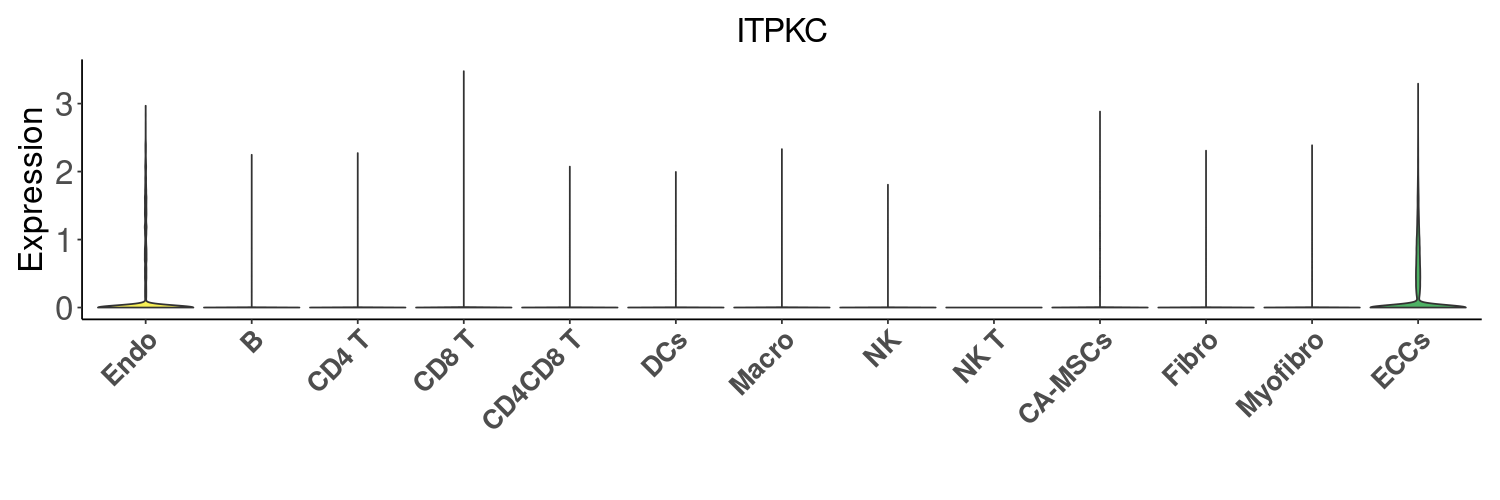 ITPKC
Expression
3
2
1
0
Endo
B
CD4 T
CD8 T
CD4CD8 T
DCs
Macro
NK
NK T
CA-MSCs
Fibro
Myofibro
ECCs